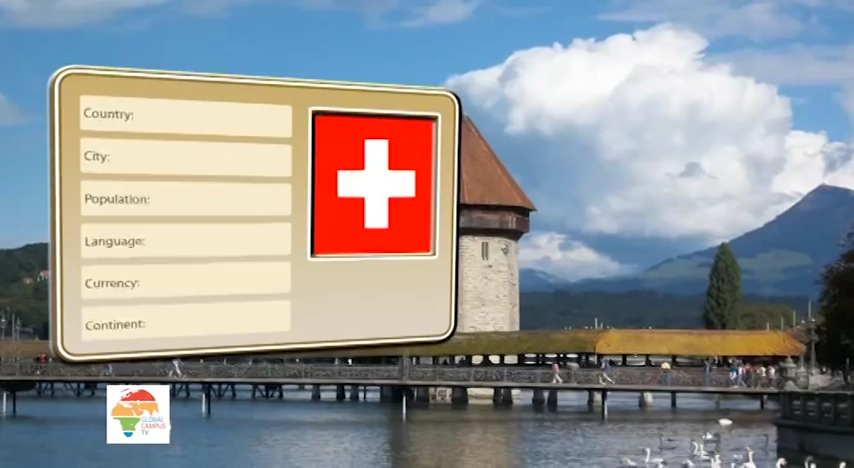 Country:
City:
Population:
Language:
Currency:
Continent:
GLOBAL
CAMPUS
TV